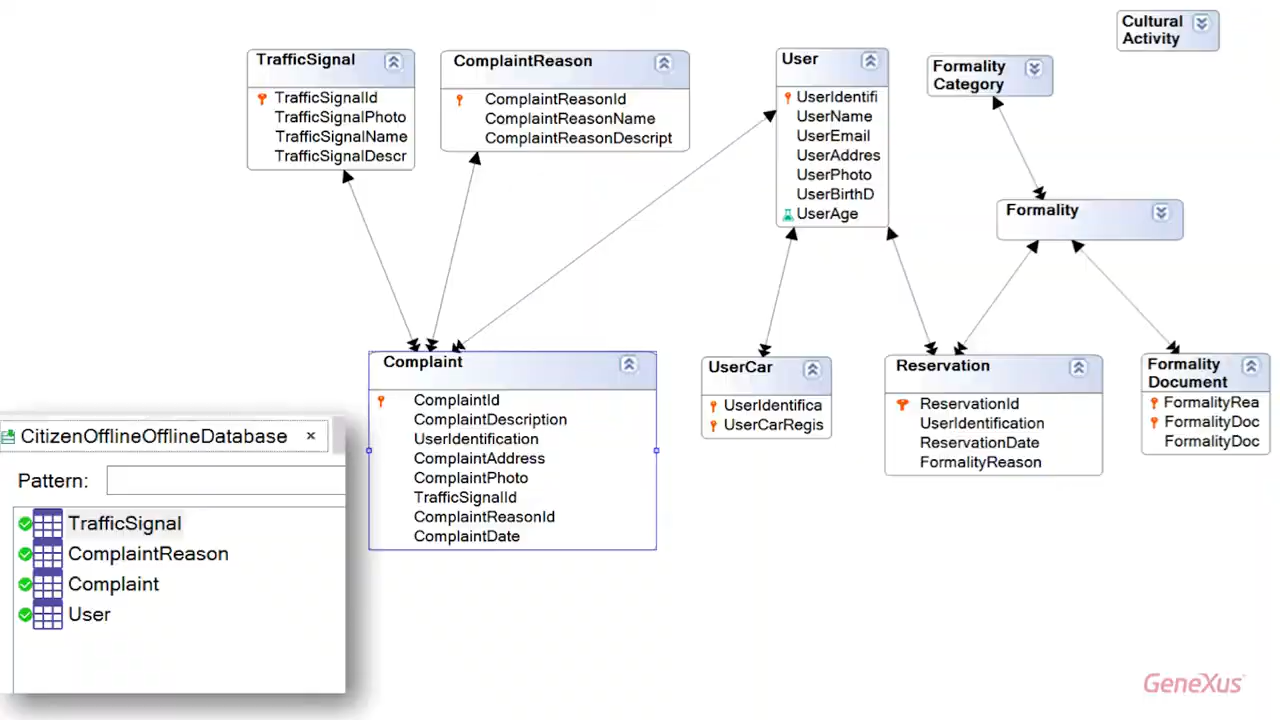 Cultural
Activity
TrafficSignal
TrafficSignalId
TrafficSignalPhoto
TrafficSignalName
TrafficSignalDescr
ComplaintReason
ComplaintReasonId
ComplaintReasonName
ComplaintReasonDescript
User
UserIdentifi
UserName
UserEmail
UserAddres
UserPhoto
UserBirthD
UserAge
Formality
Category
Formality
Complaint
ComplaintId
ComplaintDescription
UserIdentification
ComplaintAddress
ComplaintPhoto
TrafficSignalId
ComplaintReasonId
ComplaintDate
UserCar
UserIdentifica
UserCarRegis
Reservation
ReservationId
UserIdentification
ReservationDate
FormalityReason
Formality
Document
FormalityRea
FormalityDoc
FormalityDoc
CitizenOfflineOfflineDatabase ×
Pattern:
TrafficSignal
ComplaintReason
Complaint
User
GeneXus